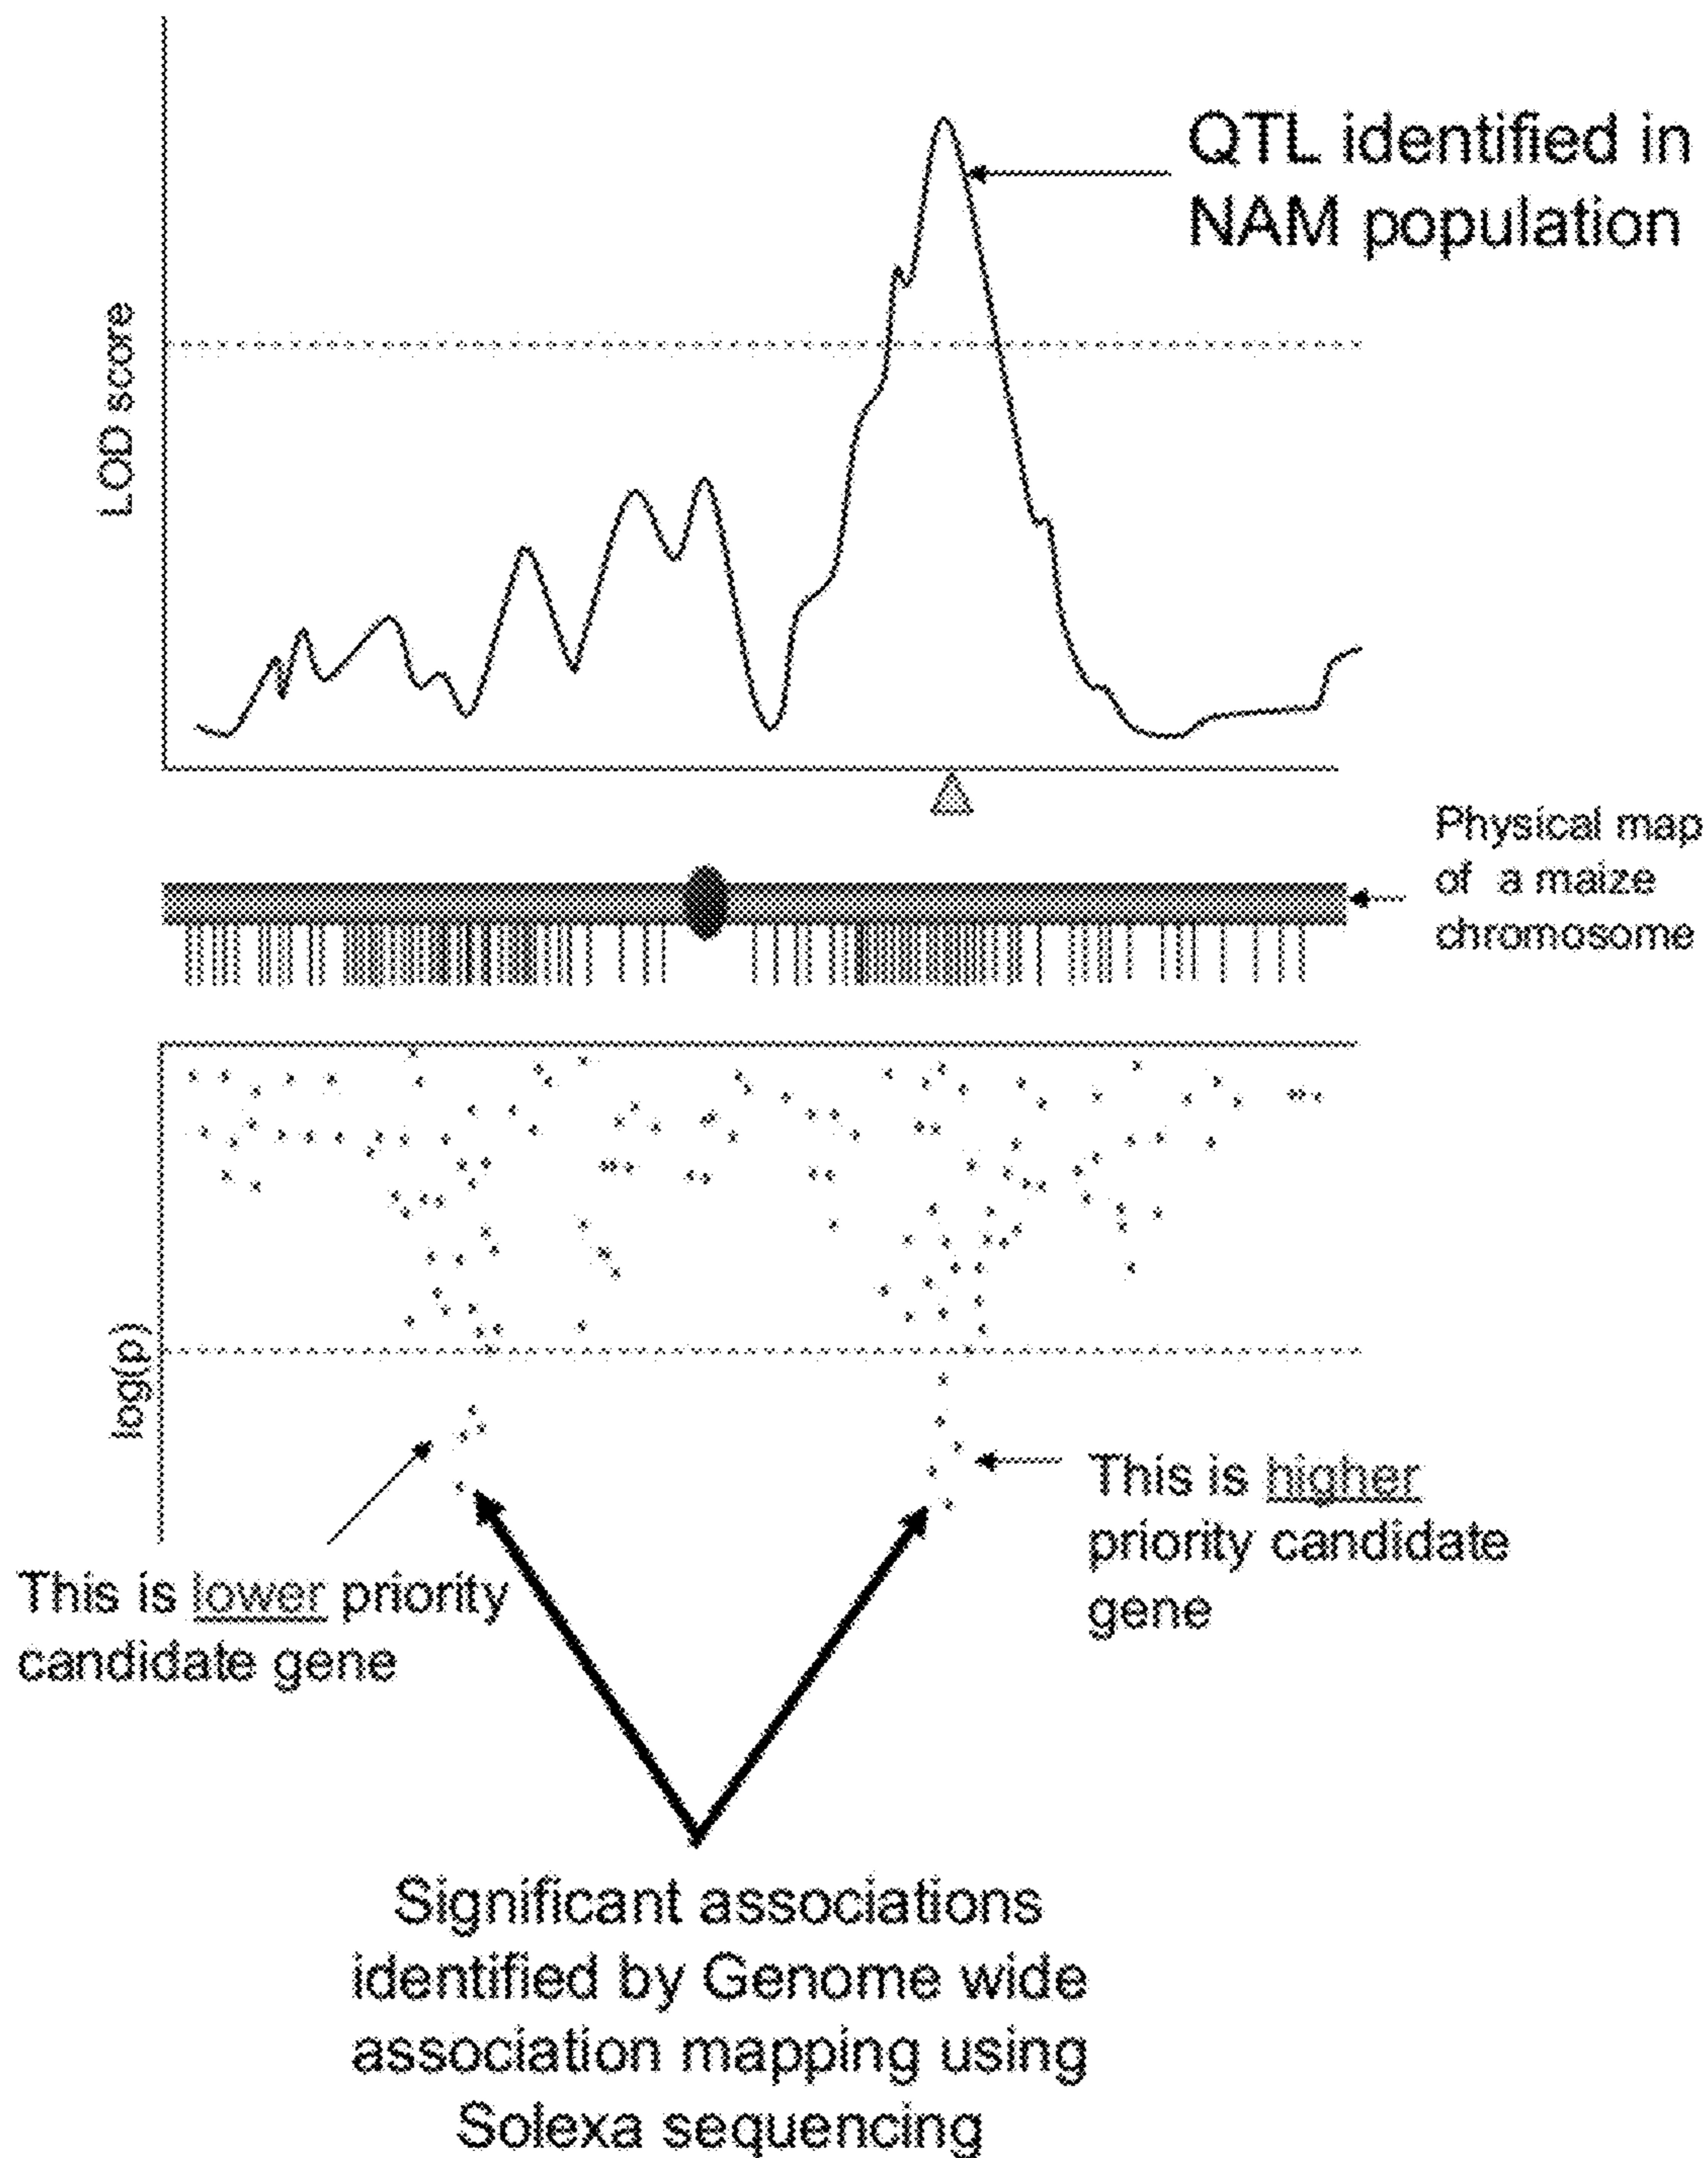 QTL identified in
NAM population
LOD score
Physical map
of a maize
chromosome
log(p)
This is higher
priority candidate
gene
This is lower priority
candidate gene
Significant associations
identified by Genome wide
association mapping using
Solexa sequencing